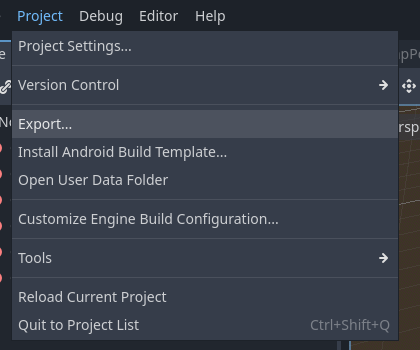 Project Debug Editor Help
Project Settings...
Version Control
Export...
Install Android Build Template...
Open User Data Folder
Customize Engine Build Configuration...
Tools
Reload Current Project
Quit to Project List Ctrl+Shift+Q